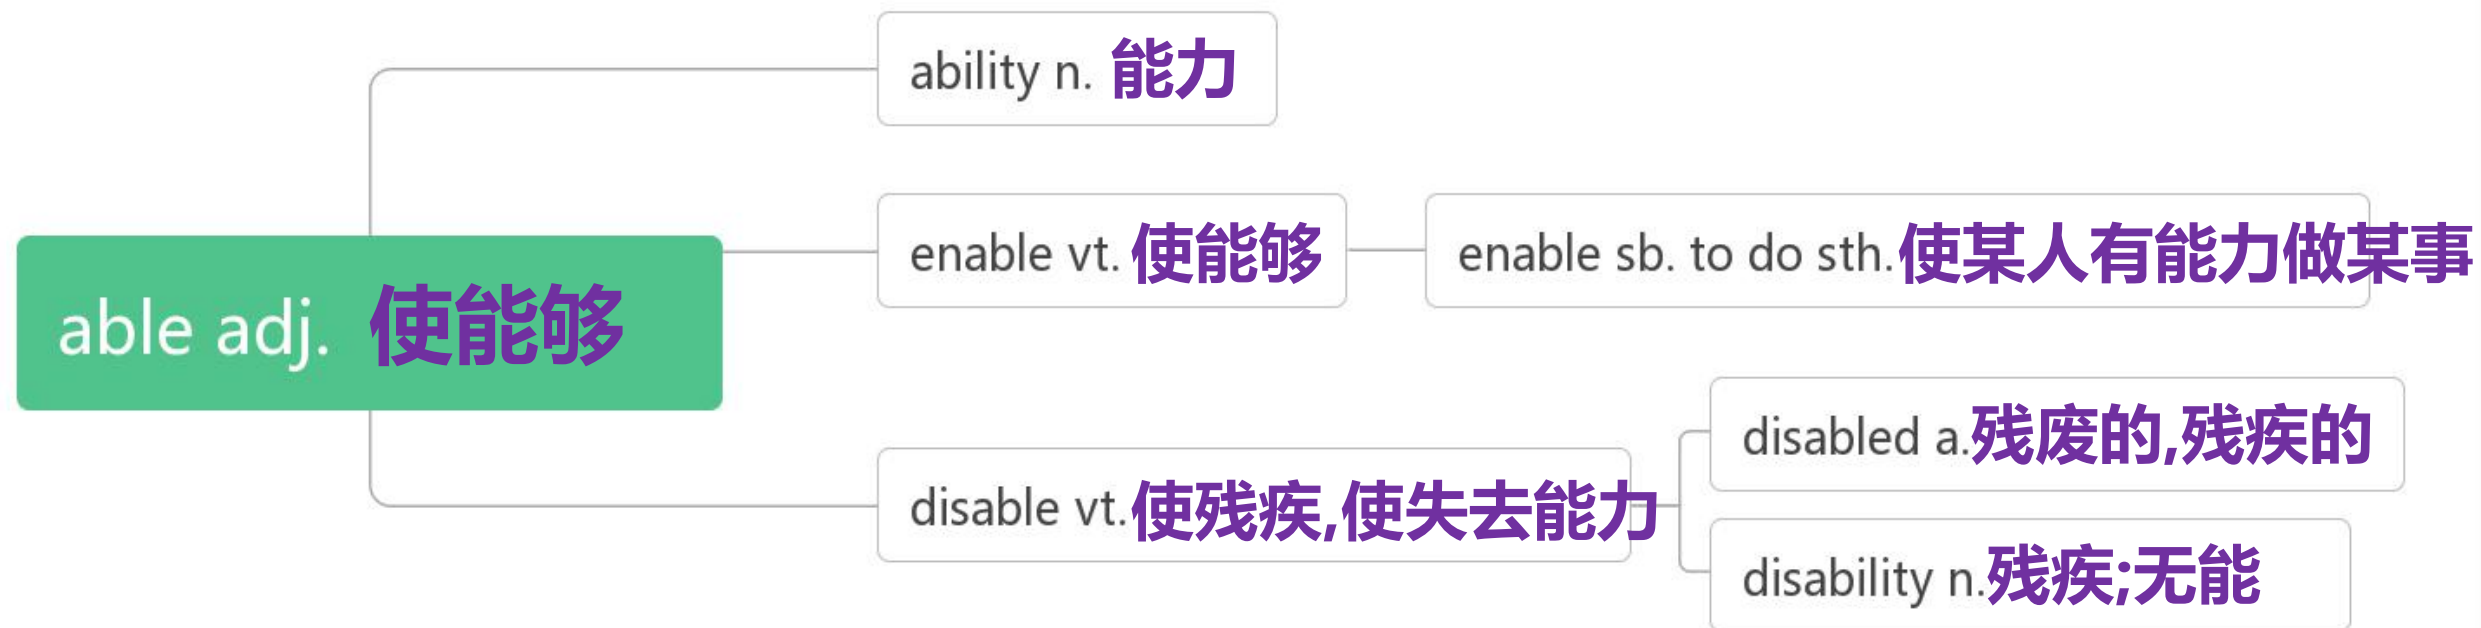 ability n. 能力
enable vt. 使能够
enable sb. to do sth.使某人有能力做某事
able adj. 使能够
disabled a.残废的,残疾的
disable vt.使残疾,使失去能力
disability n.残疾;无能